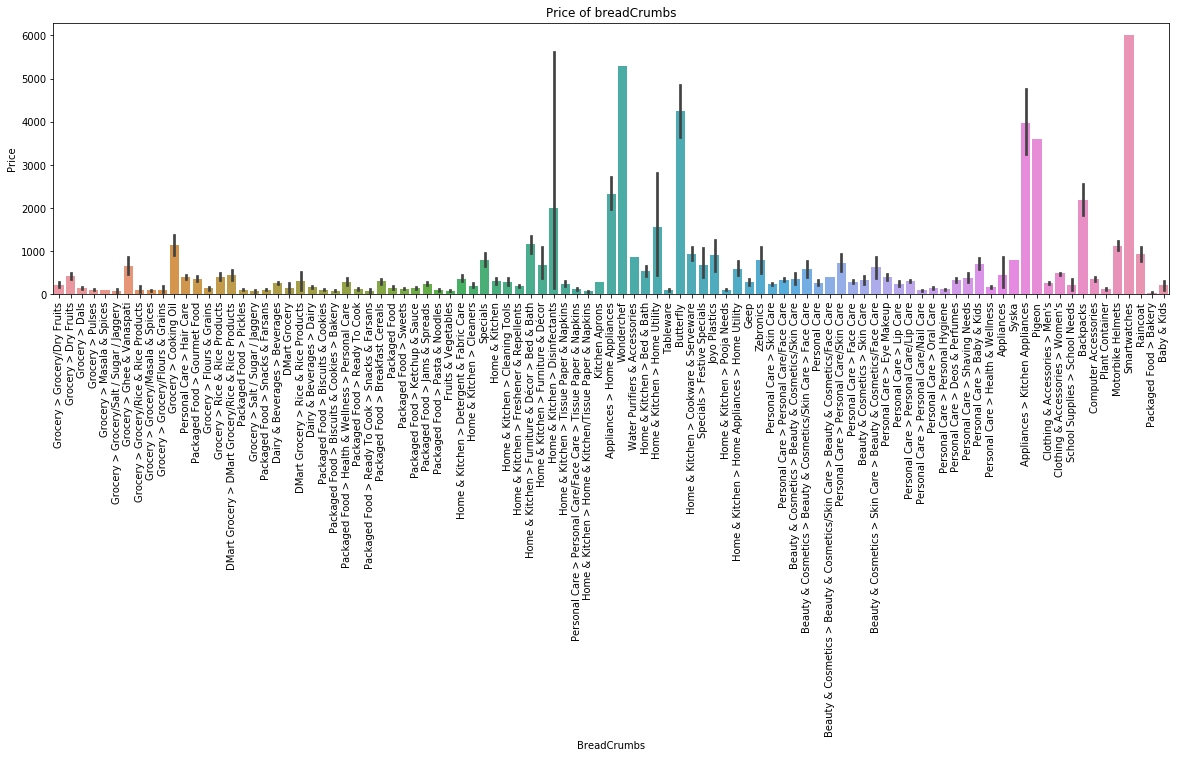 Price of breadCrumbs
Price
6000
5000
4000
3000
2000
1000
0
Grocery > Grocery/Dry Fruits
Grocery > Dry Fruits
Grocery > Dals
Grocery > Pulses
Grocery > Masala & Spices
Grocery > Grocery/Salt / Sugar / Jaggery
Grocery > Ghee & Vanaspati
Grocery > Grocery/Rice & Rice Products
Grocery > Grocery/Masala & Spices
Grocery > Grocery/Flours & Grains
Grocery > Cooking Oil
Personal Care > Hair Care
Packaged Food > Gourmet Food
Grocery > Flours & Grains
Grocery > Rice & Rice Products
DMart Grocery > DMart Grocery/Rice & Rice Products
Packaged Food > Pickles
Grocery > Salt / Sugar / Jaggery
Packaged Food > Snacks & Farsans
Dairy & Beverages > Beverages
DMart Grocery
DMart Grocery > Rice & Rice Products
Dairy & Beverages > Dairy
Packaged Food > Biscuits & Cookies
Packaged Food > Biscuits & Cookies > Bakery
Packaged Food > Health & Wellness > Personal Care
Packaged Food > Ready To Cook
Packaged Food > Ready To Cook > Snacks & Farsans
Packaged Food > Breakfast Cereals
Packaged Food
Packaged Food > Sweets
Packaged Food > Ketchup & Sauce
Packaged Food > Jams & Spreads
Packaged Food > Pasta & Noodles
Fruits & Vegetables
Home & Kitchen > Detergent & Fabric Care
Home & Kitchen > Cleaners
Specials
Home & Kitchen
Home & Kitchen > Cleaning Tools
Home & Kitchen > Freshener & Repellents
Home & Kitchen > Furniture & Décor > Bed & Bath
Home & Kitchen > Furniture & Décor
Home & Kitchen > Disinfectants
Home & Kitchen > Tissue Paper & Napkins
Personal Care > Personal Care/Face Care > Tissue Paper & Napkins
Home & Kitchen > Home & Kitchen/Tissue Paper & Napkins
Kitchen Aprons
Appliances > Home Appliances
Wonderchef
Water Purifiers & Accessories
Home & Kitchen > Bed & Bath
Home & Kitchen > Home Utility
Tableware
Butterfly
Home & Kitchen > Cookware & Serveware
Specials > Festive Specials
Joyo Plastics
Home & Kitchen > Pooja Needs
Home & Kitchen > Home Appliances > Home Utility
Geep
Zebronics
Personal Care > Skin Care
Personal Care > Personal Care/Face Care
Beauty & Cosmetics > Beauty & Cosmetics/Skin Care
Beauty & Cosmetics > Beauty & Cosmetics/Skin Care > Face Care
Personal Care
Beauty & Cosmetics > Beauty & Cosmetics/Skin Care > Beauty & Cosmetics/Face Care
Personal Care > Personal Care/Skin Care
Personal Care > Face Care
Beauty & Cosmetics > Skin Care
Beauty & Cosmetics > Skin Care > Beauty & Cosmetics/Face Care
Personal Care > Eye Makeup
Personal Care > Lip Care
Personal Care > Personal Care/Lip Care
Personal Care > Personal Care/Nail Care
Personal Care > Oral Care
Personal Care > Personal Hygiene
Personal Care > Deos & Perfumes
Personal Care > Shaving Needs
Personal Care > Baby & Kids
Personal Care > Health & Wellness
Appliances
Syska
Appliances > Kitchen Appliances
Philips
Clothing & Accessories > Men's
Clothing & Accessories > Women's
School Supplies > School Needs
Backpacks
Computer Accessories
Plant Container
Motorbike Helmets
Smartwatches
Raincoat
Packaged Food > Bakery
Baby & Kids
BreadCrumbs